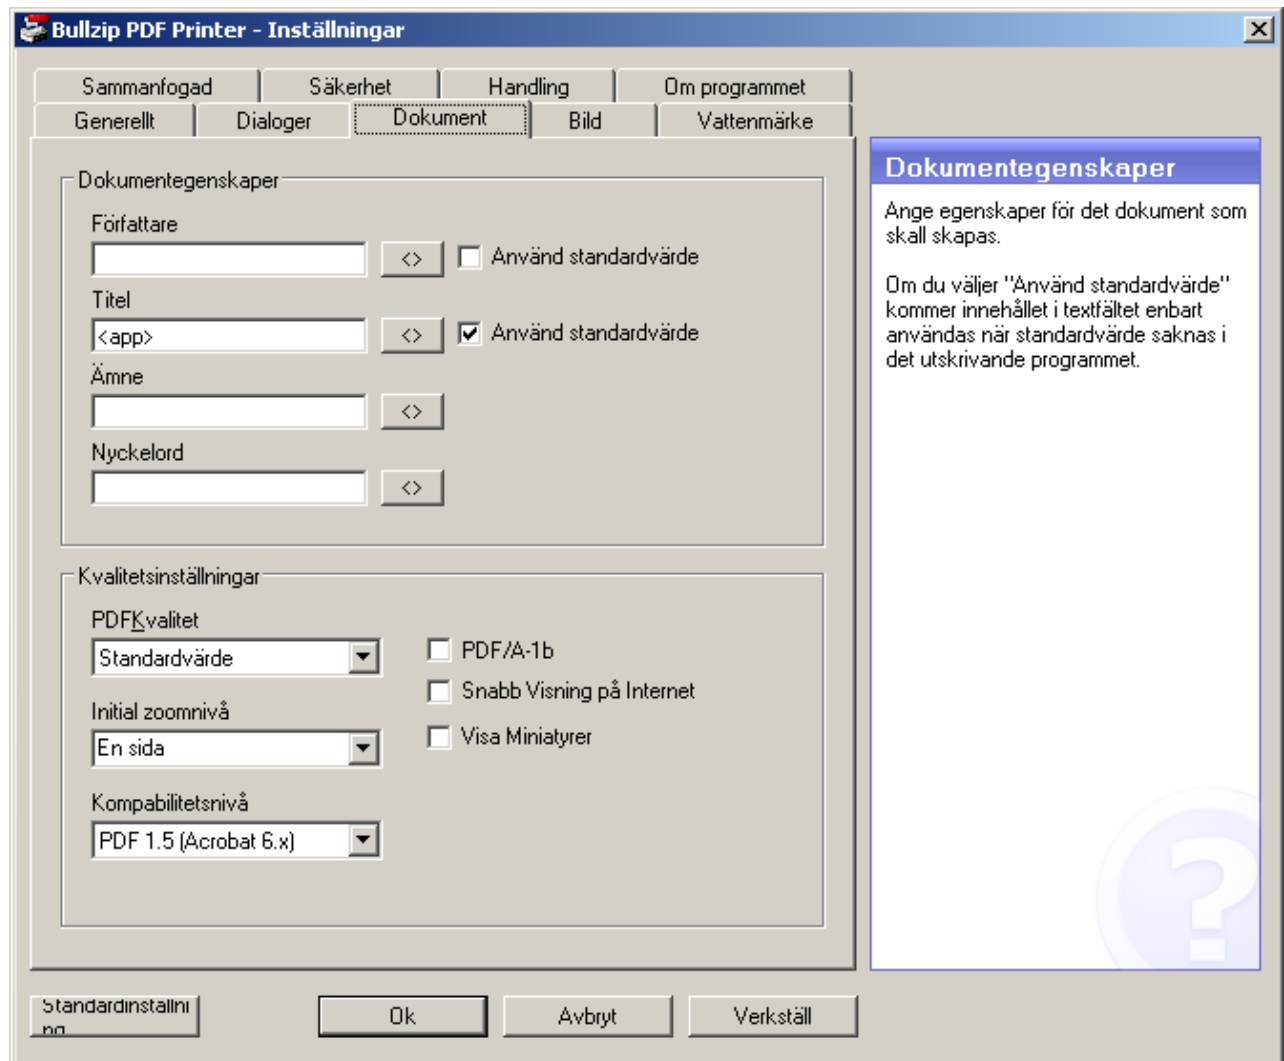 Bullzip PDF Printer - Inställningar
Sammanfogad Säkerhet Handling Om programmet
Generellt Dialoger Dokument Bild Vattenmärke
Dokumentegenskaper
Författare
<> Använd standardvärde
Titel
<app> <> Använd standardvärde
Ämne
<>
Nyckelord
<>
Kvalitetsinställningar
PDFKvalitet
Standardvärde
PDF/A-1b
Snabb Visning på Internet
Initial zoomnivå
En sida
Visa Miniatyrer
Kompabilitetsnivå
PDF 1.5 (Acrobat 6.x)
Dokumentegenskaper
Ange egenskaper för det dokument som
skall skapas.
Om du väljer "Använd standardvärde"
kommer innehållet i textfältet enbart
användas när standardvärde saknas i
det utskrivande programmet.
?
Standardinställni
ng
Ok Avbryt Verkställ